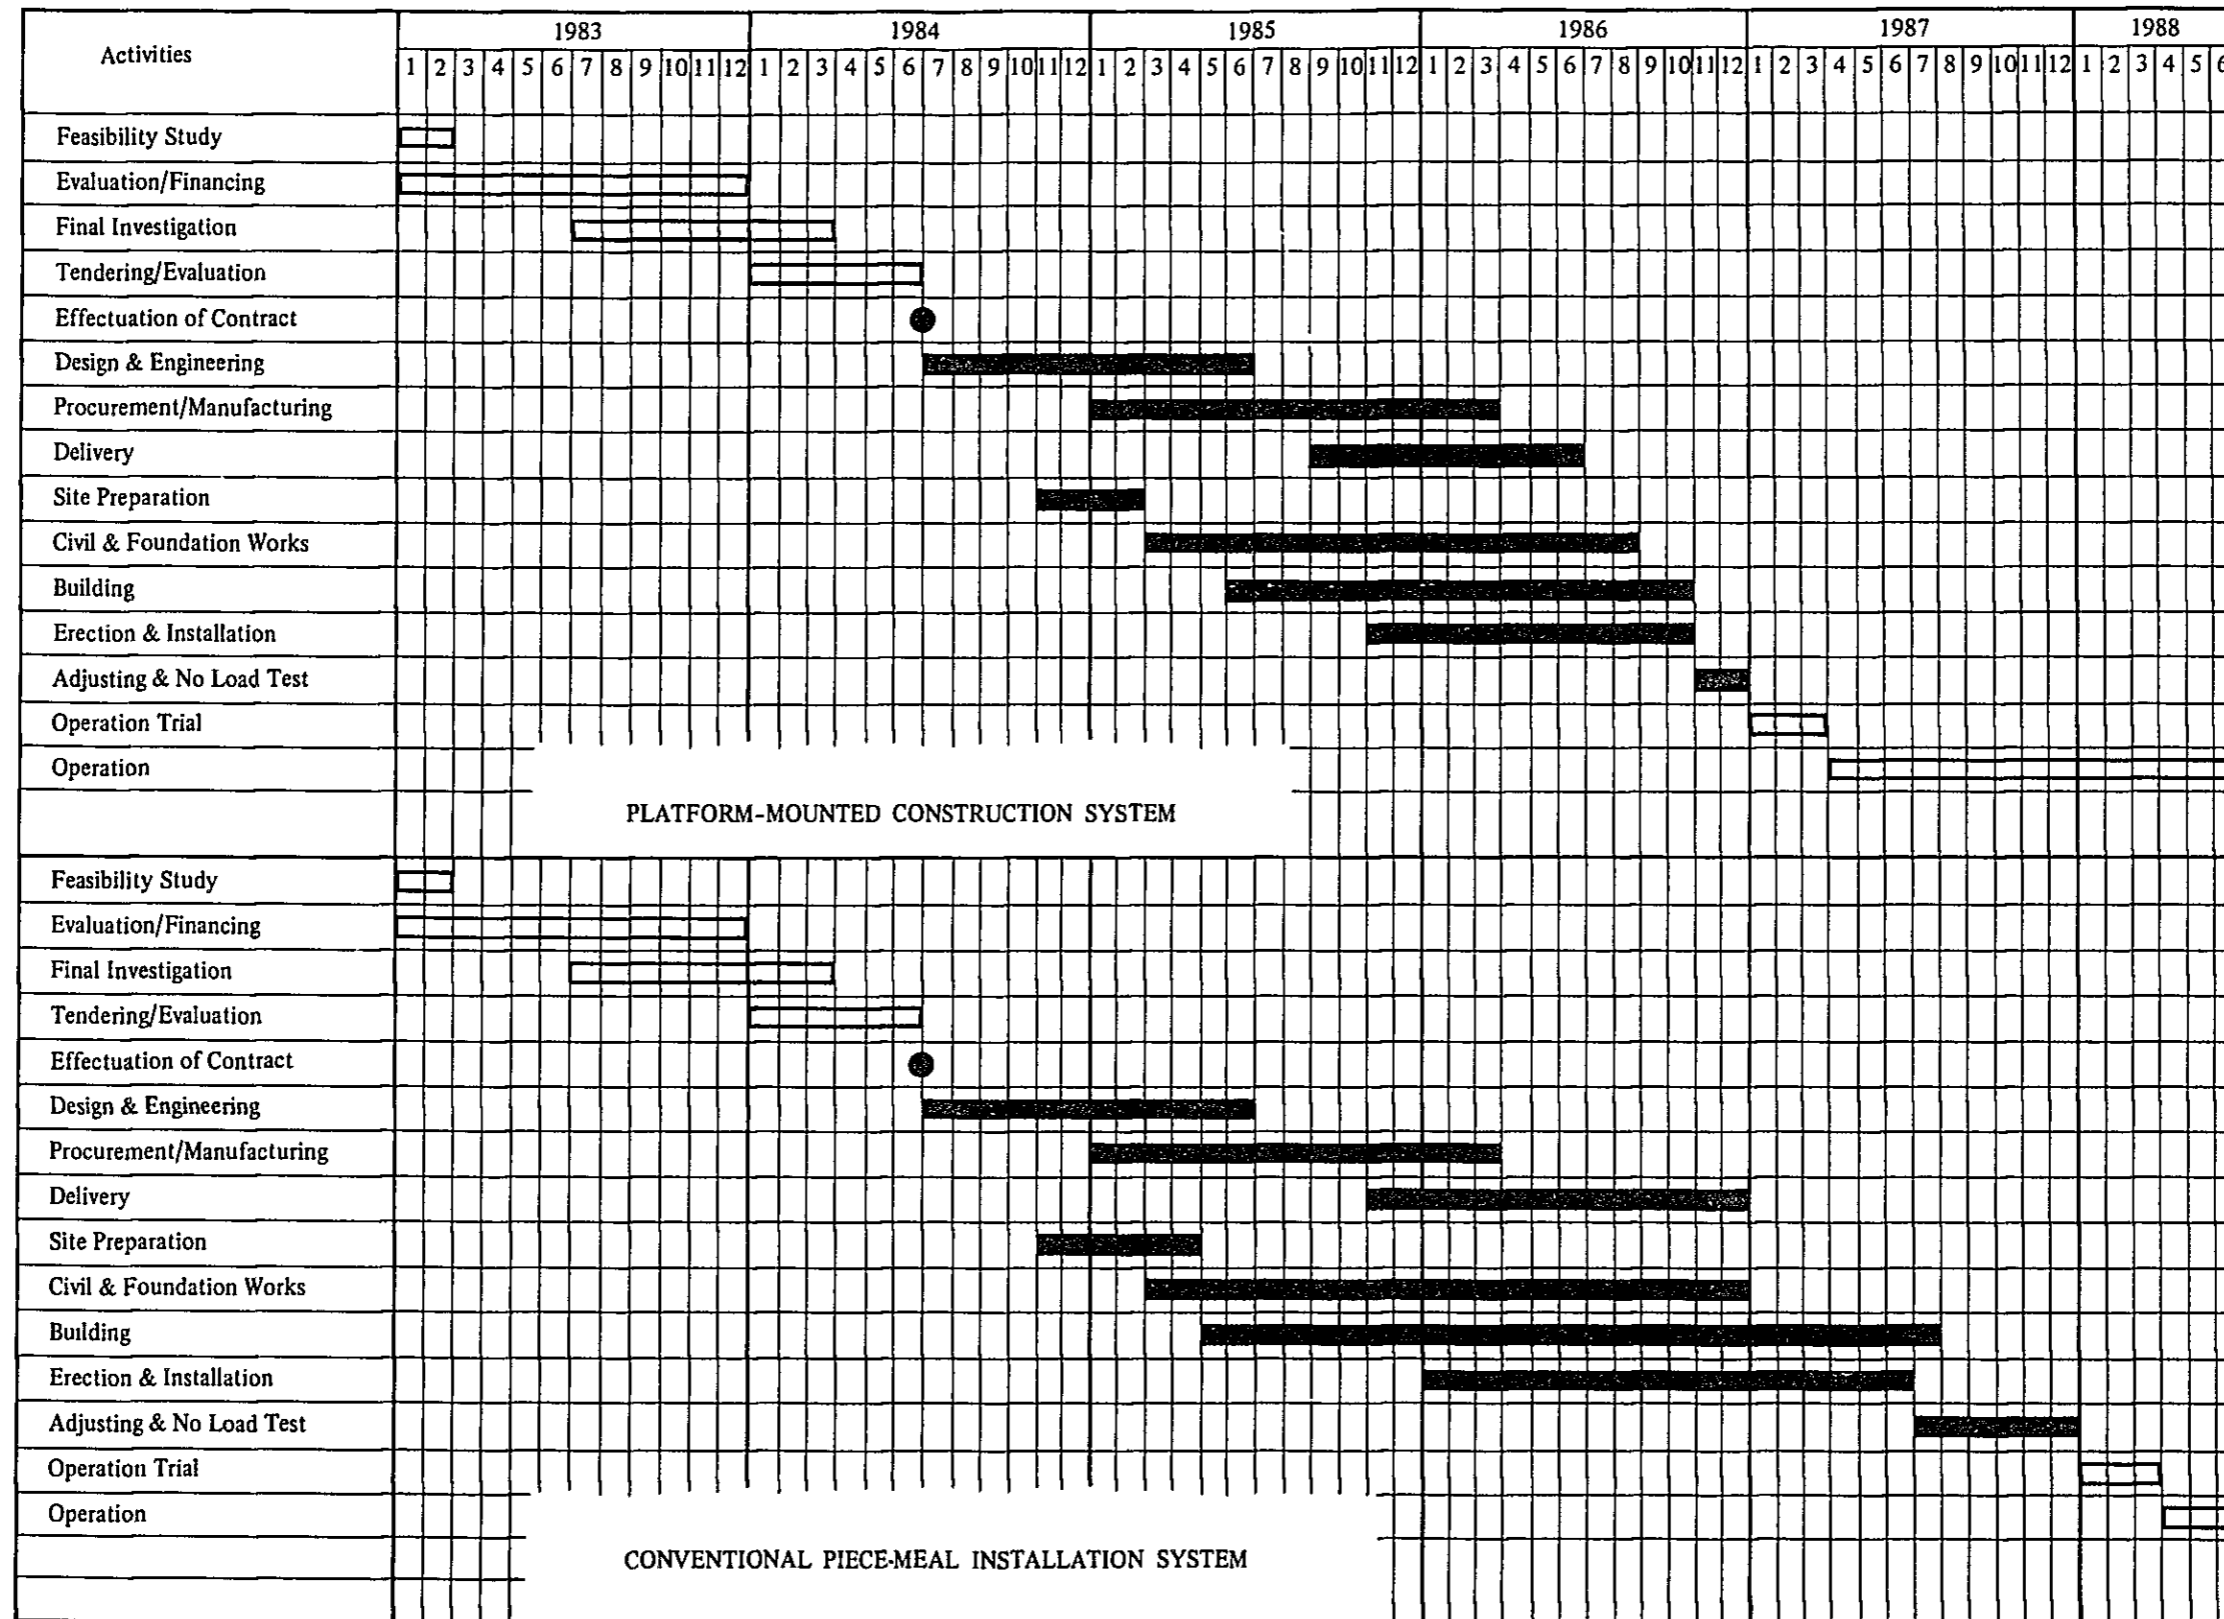 Activities
1983 1984 1985 1986 1987 1988
1 2 3 4 5 6 7 8 9 10 11 12 1 2 3 4 5 6 7 8 9 10 11 12 1 2 3 4 5 6 7 8 9 10 11 12 1 2 3 4 5 6 7 8 9 10 11 12 1 2 3 4 5 6 7 8 9 10 11 12 1 2 3 4 5 6
Feasibility Study
Evaluation/Financing
Final Investigation
Tendering/Evaluation
Effectuation of Contract
Design & Engineering
Procurement/Manufacturing
Delivery
Site Preparation
Civil & Foundation Works
Building
Erection & Installation
Adjusting & No Load Test
Operation Trial
Operation
PLATFORM-MOUNTED CONSTRUCTION SYSTEM
Feasibility Study
Evaluation/Financing
Final Investigation
Tendering/Evaluation
Effectuation of Contract
Design & Engineering
Procurement/Manufacturing
Delivery
Site Preparation
Civil & Foundation Works
Building
Erection & Installation
Adjusting & No Load Test
Operation Trial
Operation
CONVENTIONAL PIECE-MEAL INSTALLATION SYSTEM